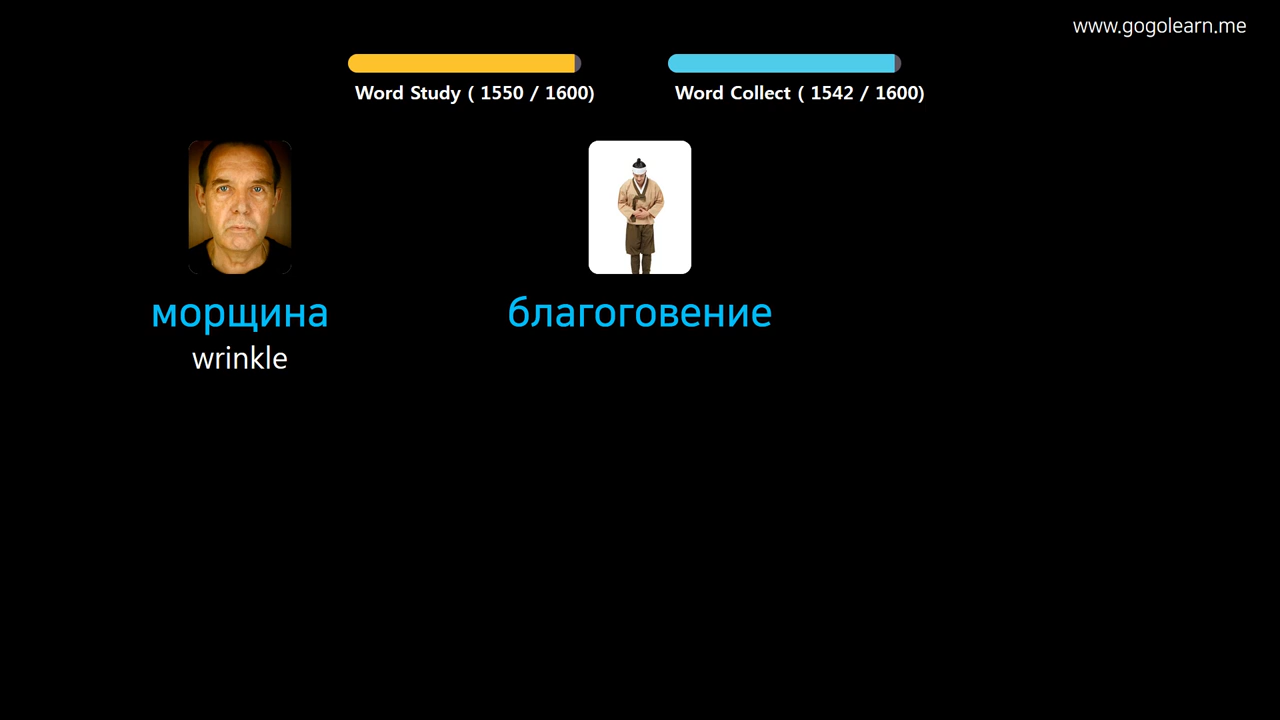 www.gogolearn.me
Word Study ( 1550 / 1600)
Word Collect ( 1542 / 1600)
морщина
wrinkle
благоговение